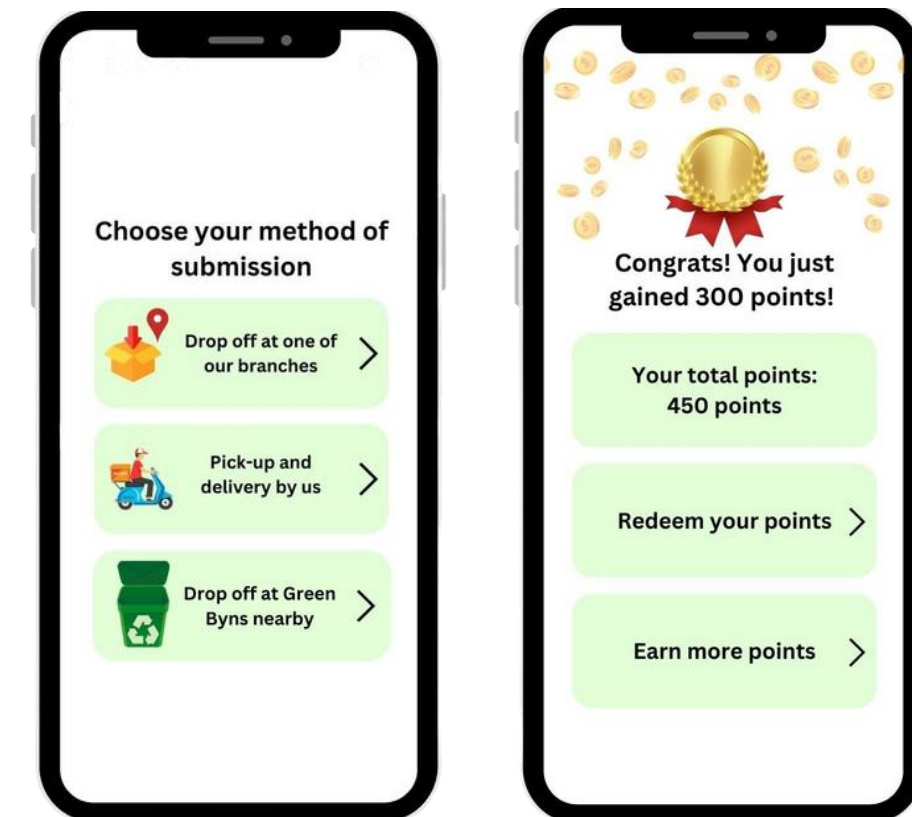 Choose your method of
submission
Drop off at one of
our branches
Pick-up and
delivery by us
Drop off at Green
Byns nearby
Congrats! You just
gained 300 points!
Your total points:
450 points
Redeem your points
Earn more points